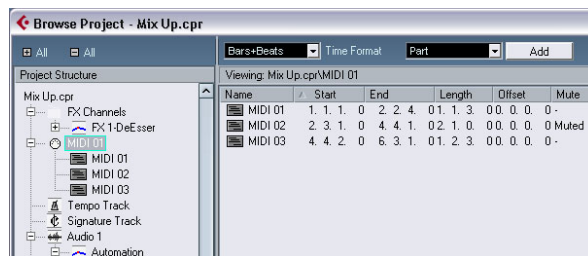 Browse Project - Mix Up.cpr
All All Bars+Beats Time Format Part Add
Project Structure Viewing: Mix Up.cpr\MIDI 01
Mix Up.cpr
FX Channels
FX 1-DeEsser
MIDI 01
MIDI 01
MIDI 02
MIDI 03
Tempo Track
Signature Track
Audio 1
Automation
Name Start End Length Offset Mute
MIDI 01 1. 1. 1. 0 2. 2. 4. 0 1. 1. 3. 0 0. 0. 0. 0 -
MIDI 02 2. 3. 1. 0 4. 4. 1. 0 2. 1. 0. 0 0. 0. 0. 0 Muted
MIDI 03 4. 4. 2. 0 6. 3. 1. 0 1. 2. 3. 0 0. 0. 0. 0 -